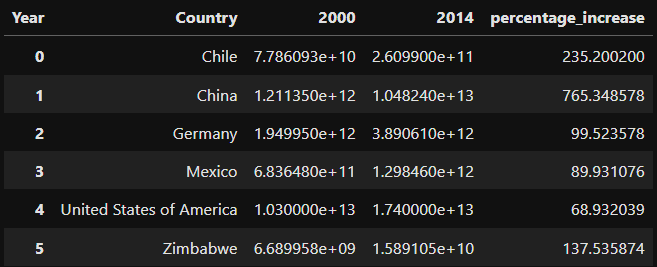 Year Country 2000 2014 percentage_increase
0 Chile 7.786093e+10 2.609900e+11 235.200200
1 China 1.211350e+12 1.048240e+13 765.348578
2 Germany 1.949950e+12 3.890610e+12 99.523578
3 Mexico 6.836480e+11 1.298460e+12 89.931076
4 United States of America 1.030000e+13 1.740000e+13 68.932039
5 Zimbabwe 6.689958e+09 1.589105e+10 137.535874